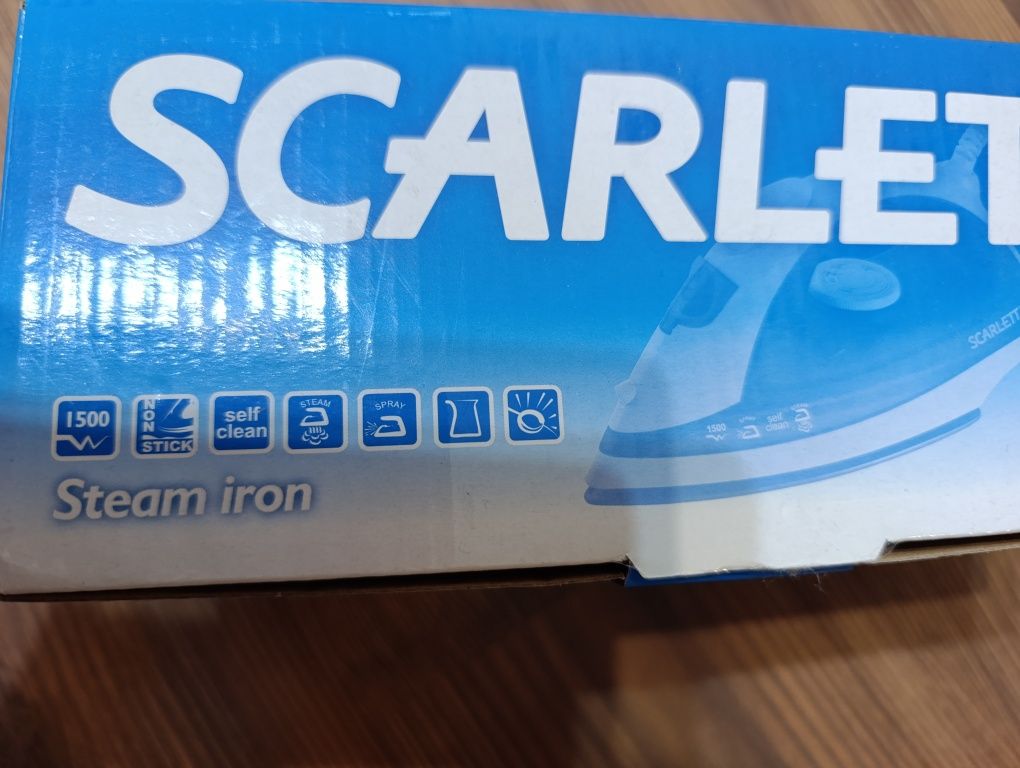 SCARLET
SCARLETT
1500
NON
STICK
self
clean
STEAM
SPRAY
1500
self
clean
Steam iron